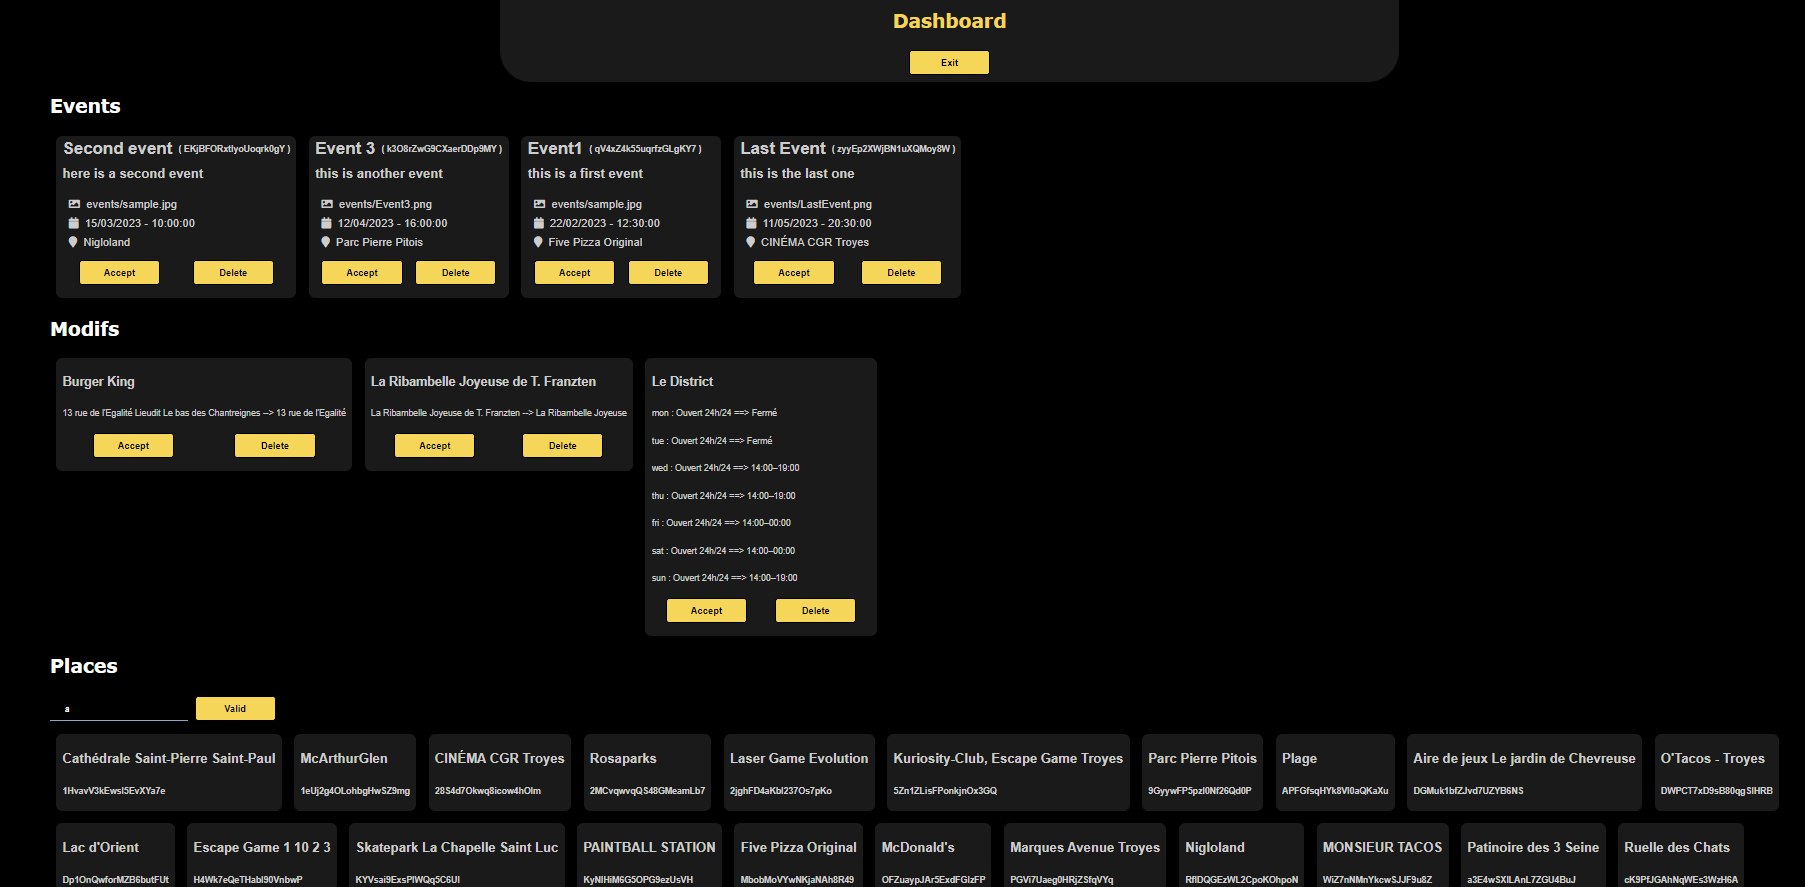 Dashboard
Exit
Events
Second event ( EKjBFORxtlyoUoqrk0gY )
here is a second event
events/sample.jpg
15/03/2023 - 10:00:00
Nigloland
Accept Delete
Event 3 ( k3O8rZwG9CXaerDDp9MY )
this is another event
events/Event3.png
12/04/2023 - 16:00:00
Parc Pierre Pitois
Accept Delete
Event1 ( qV4xZ4k55uqrfzGLgKY7 )
this is a first event
events/sample.jpg
22/02/2023 - 12:30:00
Five Pizza Original
Accept Delete
Last Event ( zyyEp2XWjBN1uXQMoy8W )
this is the last one
events/LastEvent.png
11/05/2023 - 20:30:00
CINÉMA CGR Troyes
Accept Delete
Modifs
Burger King
13 rue de l'Egalité Lieudit Le bas des Chantreignes --> 13 rue de l'Egalité
Accept Delete
La Ribambelle Joyeuse de T. Franzten
La Ribambelle Joyeuse de T. Franzten --> La Ribambelle Joyeuse
Accept Delete
Le District
mon : Ouvert 24h/24 ==> Fermé
tue : Ouvert 24h/24 ==> Fermé
wed : Ouvert 24h/24 ==> 14:00–19:00
thu : Ouvert 24h/24 ==> 14:00–19:00
fri : Ouvert 24h/24 ==> 14:00–00:00
sat : Ouvert 24h/24 ==> 14:00–00:00
sun : Ouvert 24h/24 ==> 14:00–19:00
Accept Delete
Places
a Valid
Cathédrale Saint-Pierre Saint-Paul
1HvavV3kEwsl5EvXYa7e
McArthurGlen
1eUj2g4OLohbgHwSZ9mg
CINÉMA CGR Troyes
28S4d7Okwq8icow4hOlm
Rosaparks
2MCvqwvqQS48GMeamLb7
Laser Game Evolution
2jghFD4aKbl237Os7pKo
Kuriosity-Club, Escape Game Troyes
5Zn1ZLisFPonkjnOx3GQ
Parc Pierre Pitois
9GyywFP5pzI0Nf26Qd0P
Plage
APFGfsqHYk8Vl0aQKaXu
Aire de jeux Le jardin de Chevreuse
DGMuk1bfZJvd7UZYB6NS
O'Tacos - Troyes
DWPCT7xD9sB80qgSlHRB
Lac d'Orient
Dp1OnQwforMZB6butFUt
Escape Game 1 10 2 3
H4Wk7eQeTHabl90VnbwP
Skatepark La Chapelle Saint Luc
KYVsai9ExsPlWQq5C6Ul
PAINTBALL STATION
KyNlHiM6G5OPG9ezUsVH
Five Pizza Original
MbobMoVYwNKjaNAh8R49
McDonald's
OFZuaypJAr5ExdFGlzFP
Marques Avenue Troyes
PGVi7Uaeg0HRjZSfqVYq
Nigloland
RflDQGEzWL2CpoKOhpoN
MONSIEUR TACOS
WiZ7nNMnYkcwSJJF9u8Z
Patinoire des 3 Seine
a3E4wSXILAnL7ZGU4BuJ
Ruelle des Chats
cK9PfJGAhNqWEs3WzH6A